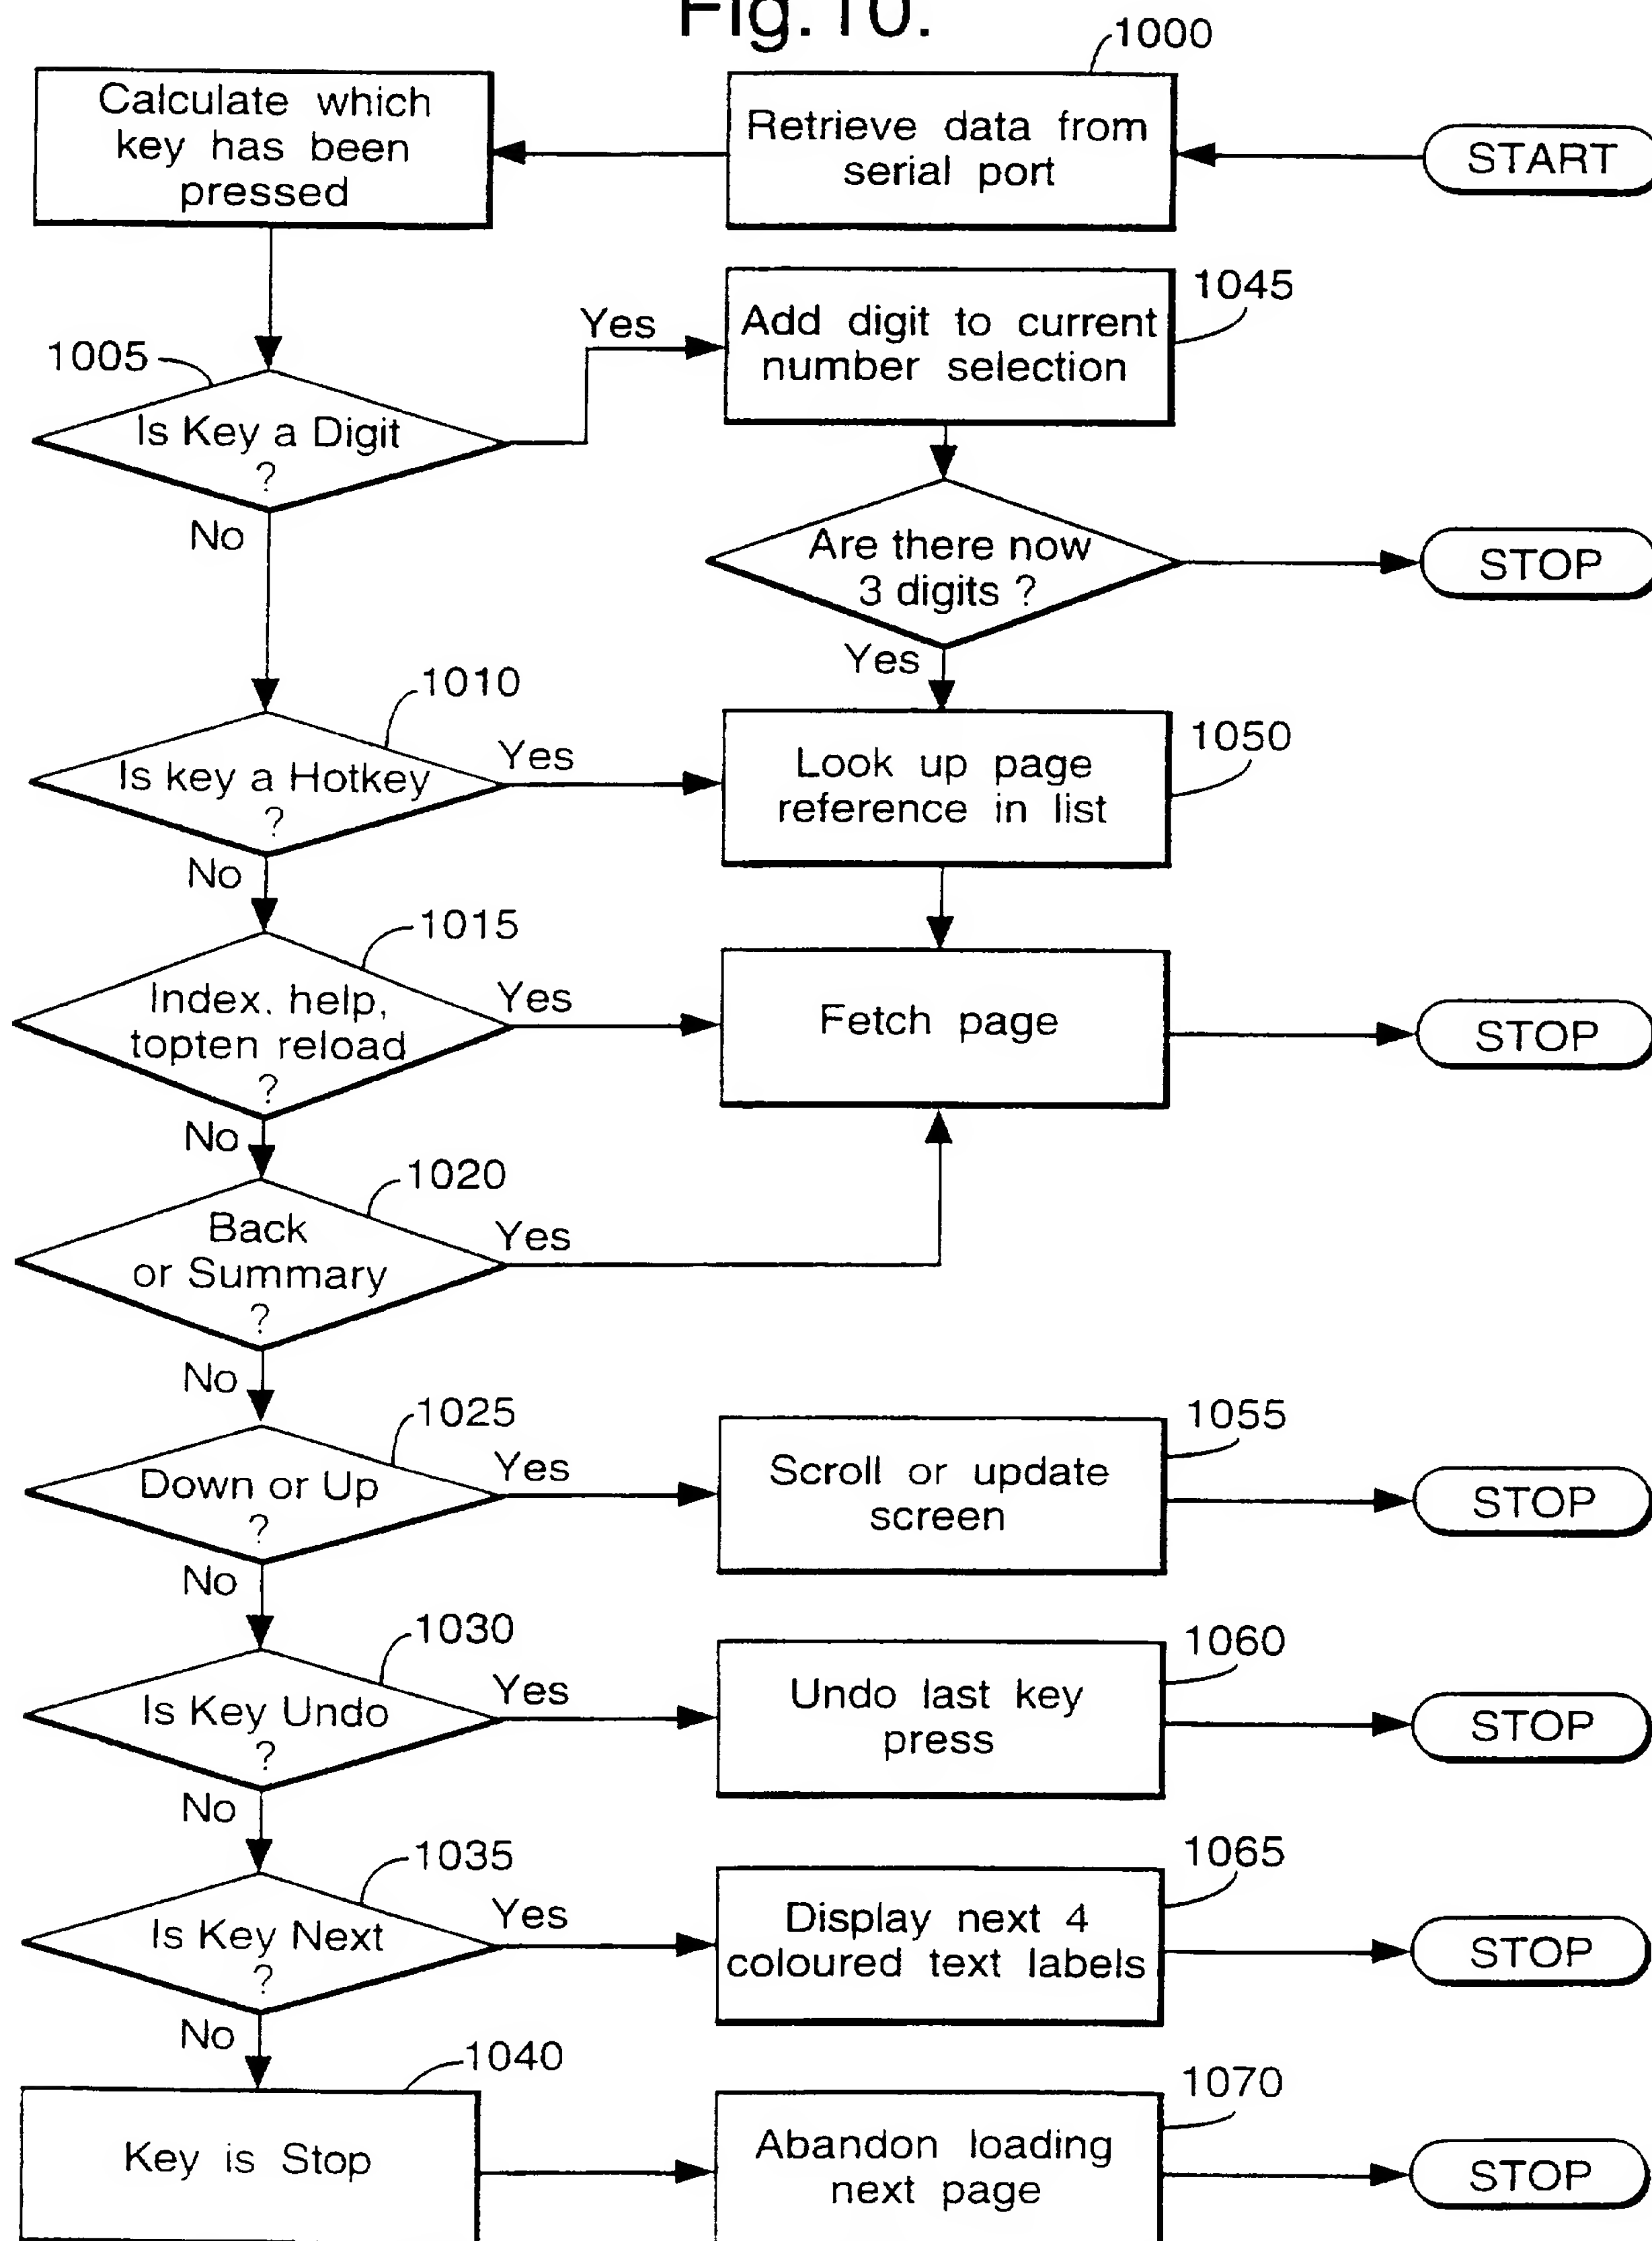 Fig.10.
1000
Calculate which
key has been
pressed
Retrieve data from
serial port
START
1045
Yes
Add digit to current
number selection
1005
Is Key a Digit
?
No
Are there now
3 digits ?
STOP
Yes
1010
Is key a Hotkey
?
Yes
Look up page
reference in list
1050
No
1015
Index. help,
topten reload
?
Yes
Fetch page
STOP
No
1020
Back
or Summary
?
Yes
No
1025
Down or Up
?
Yes
Scroll or update
screen
1055
STOP
No
1030
Is Key Undo
?
Yes
Undo last key
press
1060
STOP
No
1035
Is Key Next
?
Yes
Display next 4
coloured text labels
1065
STOP
No
1040
Key is Stop
Abandon loading
next page
1070
STOP